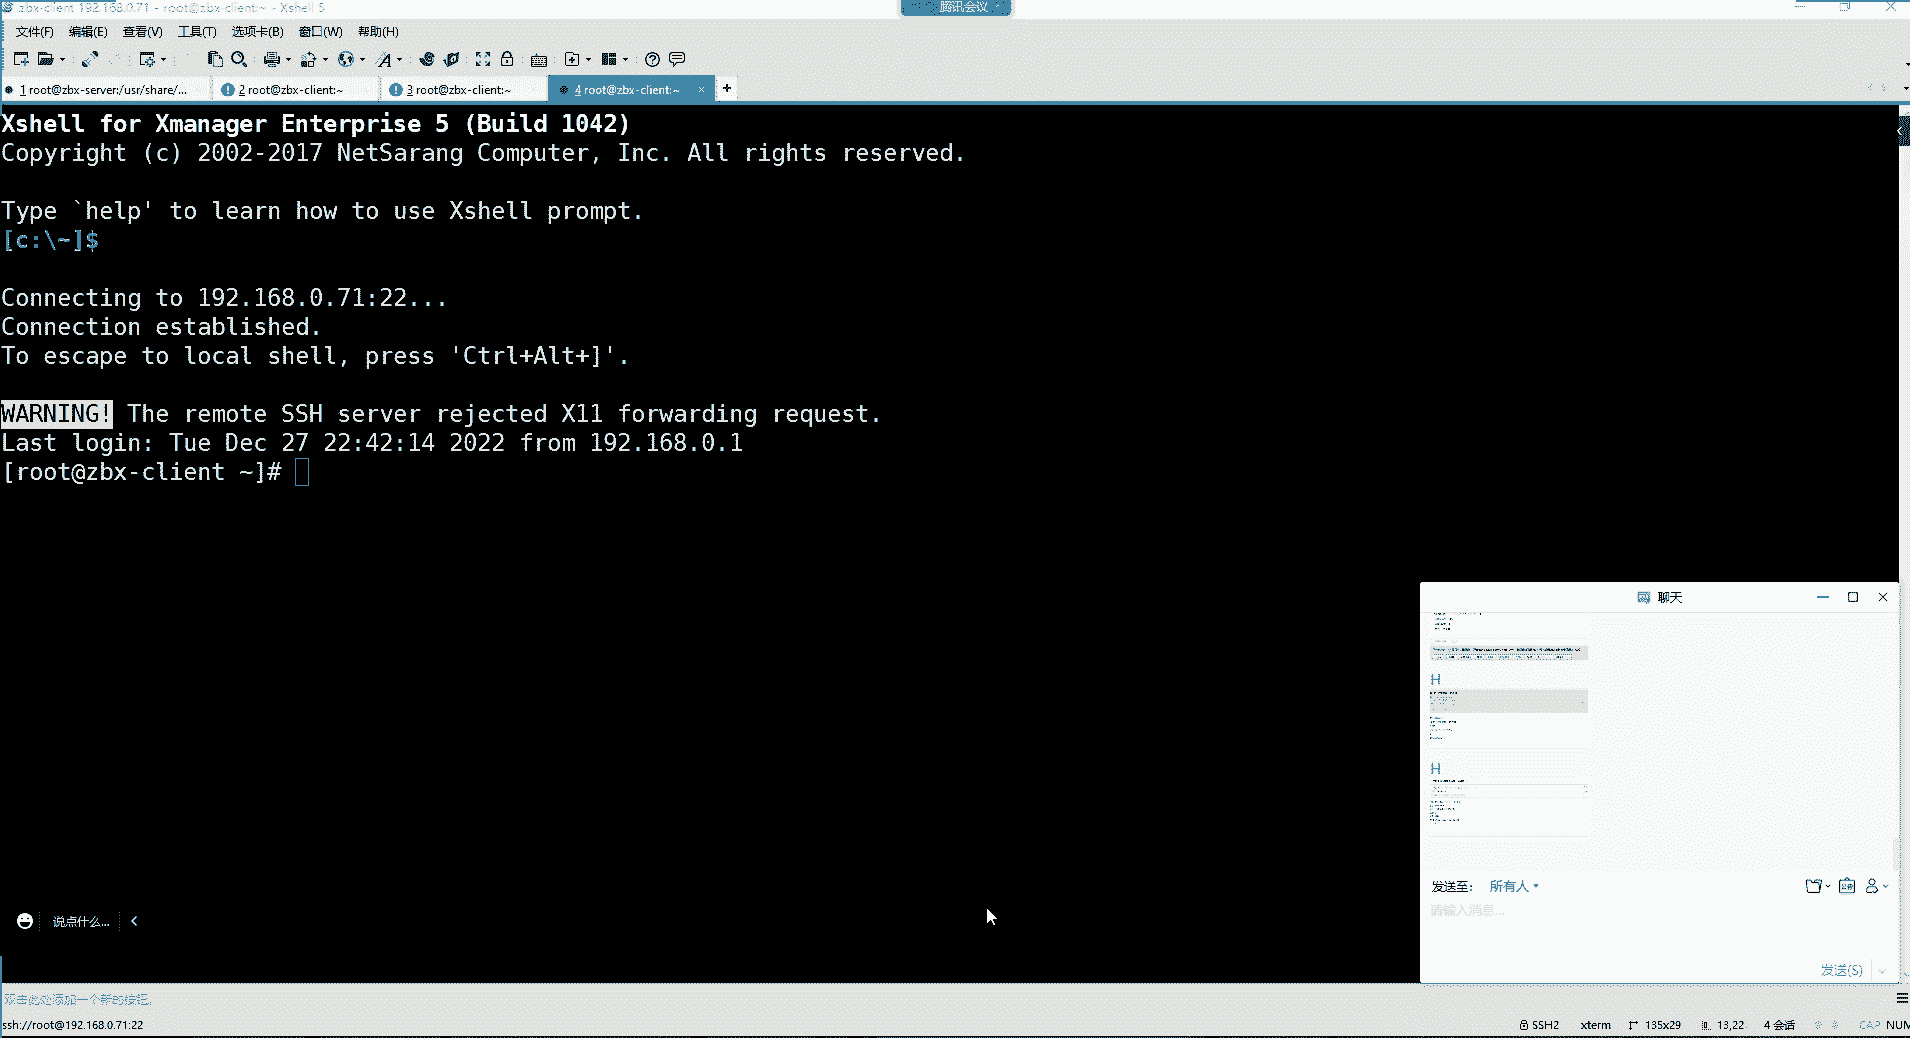 zbx-client 192.168.0.71 - root@zbx-client:~ - Xshell 5
腾讯会议
文件(F) 编辑(E) 查看(V) 工具(T) 选项卡(B) 窗口(W) 帮助(H)
1 root@zbx-server:/usr/share/... 2 root@zbx-client:~ 3 root@zbx-client:~ 4 root@zbx-client:~ × +
Xshell for Xmanager Enterprise 5 (Build 1042)
Copyright (c) 2002-2017 NetSarang Computer, Inc. All rights reserved.
Type `help' to learn how to use Xshell prompt.
[c:\~]$
Connecting to 192.168.0.71:22...
Connection established.
To escape to local shell, press 'Ctrl+Alt+]'.
WARNING! The remote SSH server rejected X11 forwarding request.
Last login: Tue Dec 27 22:42:14 2022 from 192.168.0.1
[root@zbx-client ~]#
聊天
H
H
发送至: 所有人
请输入消息...
发送(S)
说点什么...
双击此处添加一个新的按钮。
ssh://root@192.168.0.71:22 SSH2 xterm 135x29 13,22 4 会话 CAP NUM